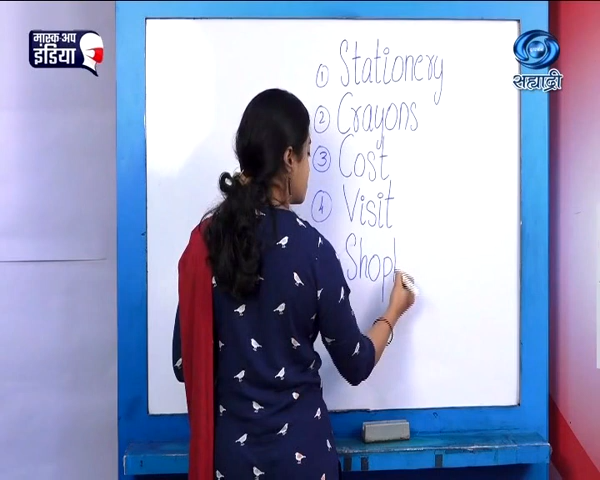 मास्क अप
इंडिया
सह्याद्री
① Stationery
② Crayons
③ Cost
④ Visit
Shop